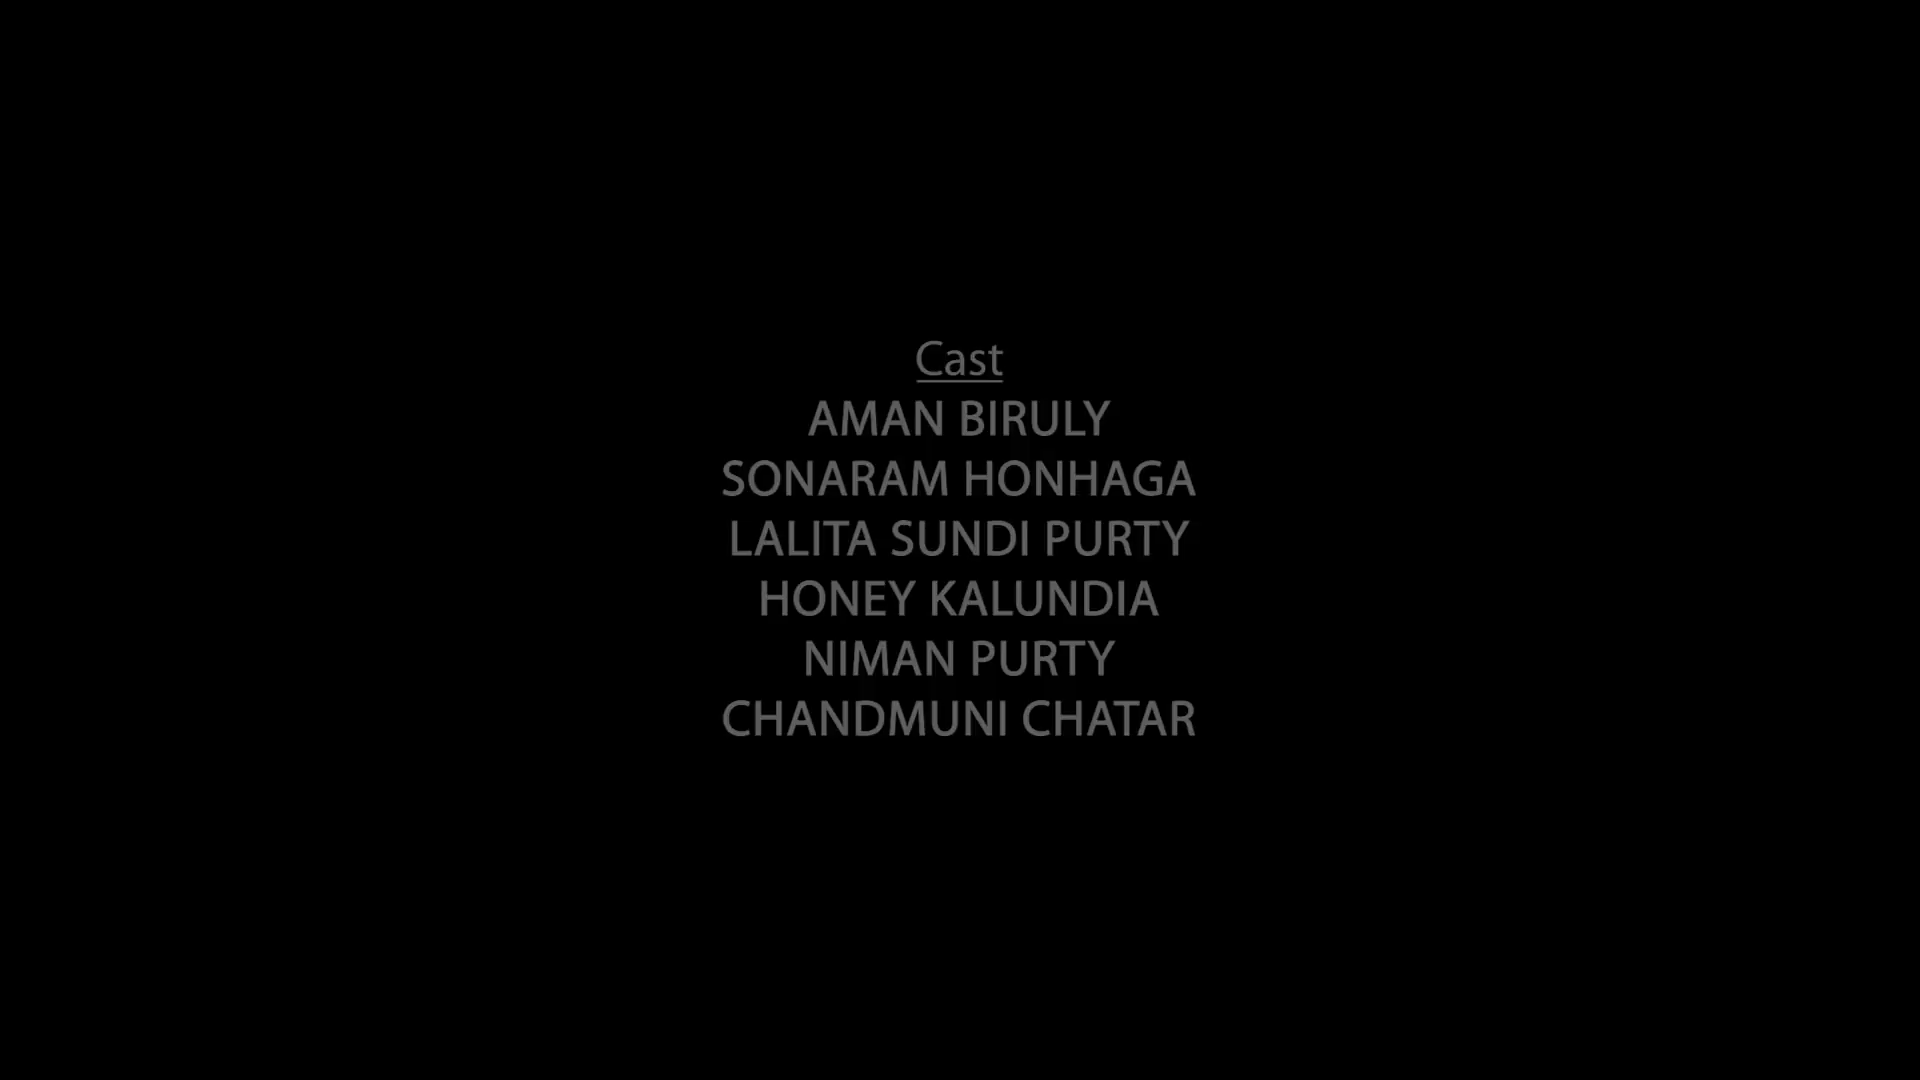 Cast
AMAN BIRULY
SONARAM HONHAGA
LALITA SUNDI PURTY
HONEY KALUNDIA
NIMAN PURTY
CHANDMUNI CHATAR